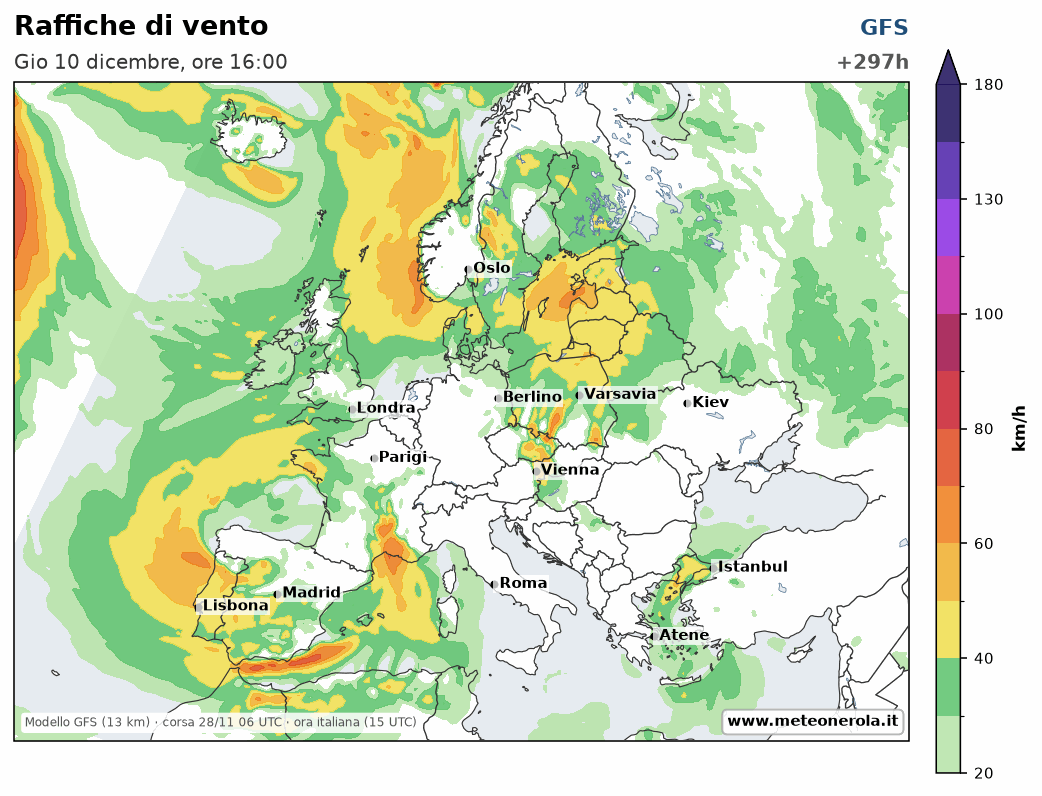 Raffiche di vento
GFS
Gio 10 dicembre, ore 16:00
+297h
180
130
100
80
60
40
20
km/h
Oslo
Berlino
Varsavia
Kiev
Londra
Parigi
Vienna
Istanbul
Roma
Madrid
Lisbona
Atene
Modello GFS (13 km) · corsa 28/11 06 UTC · ora italiana (15 UTC)
www.meteonerola.it